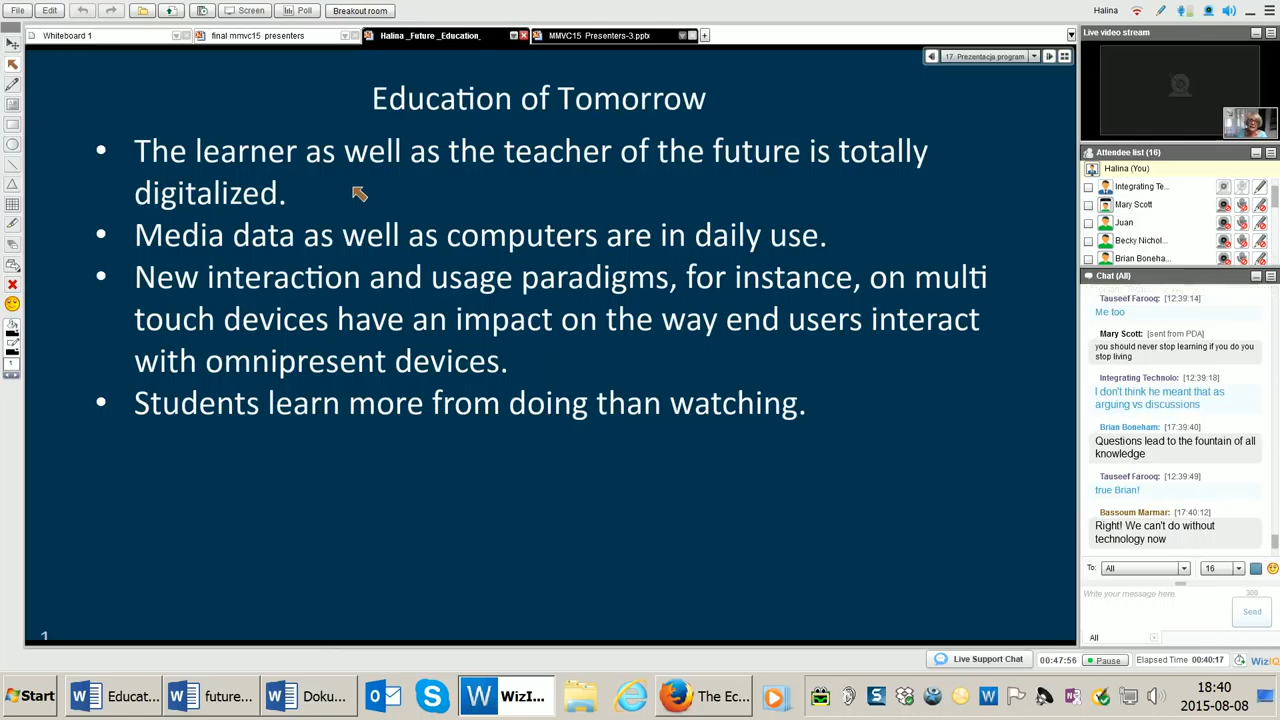 File
Edit
Screen
Poll
Breakout room
Halina
Whiteboard 1
final mmvc15 presenters
Halina _Future _Education_
MMVC15 Presenters-3.pptx
17. Prezentacja program
Education of Tomorrow
• The learner as well as the teacher of the future is totally
digitalized.
• Media data as well as computers are in daily use.
• New interaction and usage paradigms, for instance, on multi
touch devices have an impact on the way end users interact
with omnipresent devices.
• Students learn more from doing than watching.
1
Live video stream
Attendee list (16)
Halina (You)
Integrating Te...
Mary Scott
Juan
Becky Nichol...
Brian Boneha...
Chat (All)
Tauseef Farooq: [12:39:14]
Me too
Mary Scott: [sent from PDA]
you should never stop learning if you do you
stop living
Integrating Technolo: [12:39:18]
I don't think he meant that as
arguing vs discussions
Brian Boneham: [17:39:40]
Questions lead to the fountain of all
knowledge
Tauseef Farooq: [12:39:49]
true Brian!
Bassoum Marmar: [17:40:12]
Right! We can't do without
technology now
To: All 16
Write your message here.
300
Send
All
Live Support Chat
00:47:56 Pause Elapsed Time 00:40:17 WizIQ
Start
Educat...
future...
Doku...
WizI...
The Ec...
18:40
2015-08-08